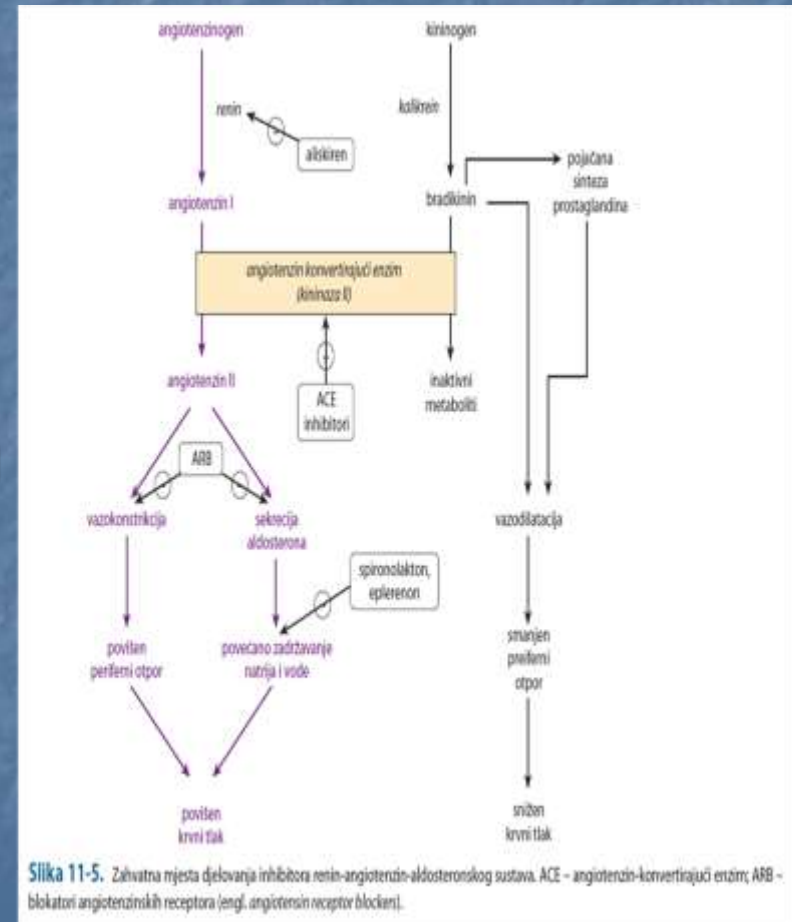 angiotenzinogen
kininogen
renin
kalikrein
aliskiren
pojačana
sinteza
prostaglandina
angiotenzin I
bradikinin
angiotenzin konvertirajući enzim
(kininaza II)
angiotenzin II
ACE
inhibitori
inaktivni
metaboliti
ARB
vazokonstrikcija
sekrecija
aldosterona
vazodilatacija
spironolakton,
eplerenon
povišen
periferni otpor
povećano zadržavanje
natrija i vode
smanjen
preiferni
otpor
povišen
krvni tlak
snižen
krvni tlak
Slika 11-5. Zahvatna mjesta djelovanja inhibitora renin-angiotenzin-aldosteronskog sustava. ACE – angiotenzin-konvertirajući enzim; ARB –
blokatori angiotenzinskih receptora (engl. angiotensin receptor blockers).